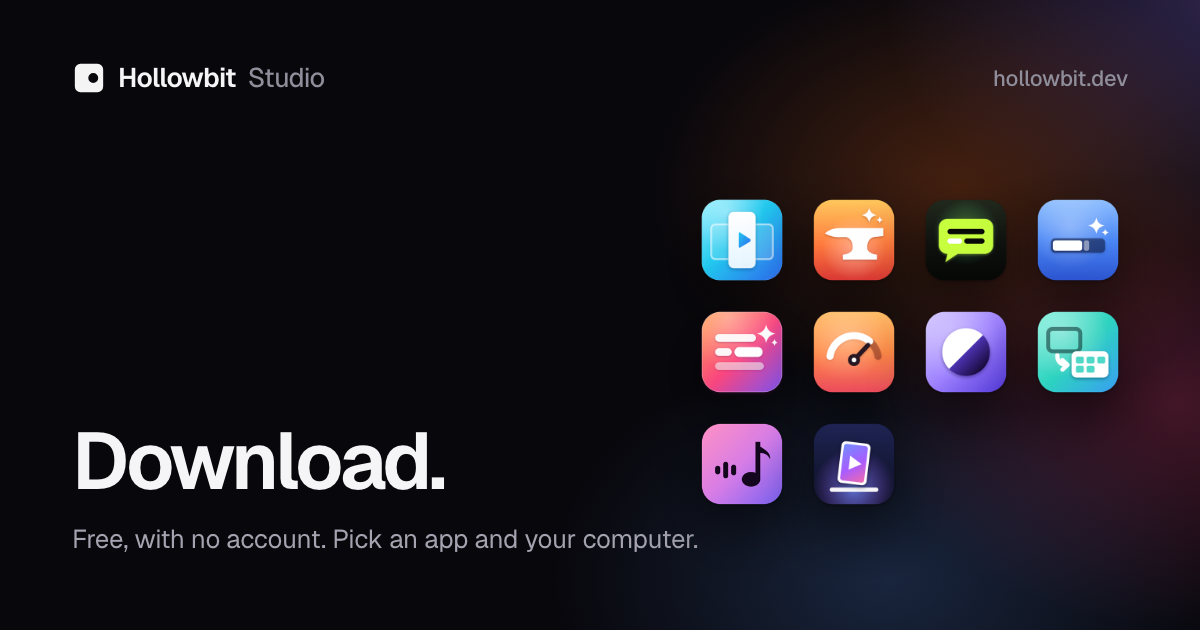 Hollowbit Studio
hollowbit.dev
Download.
Free, with no account. Pick an app and your computer.